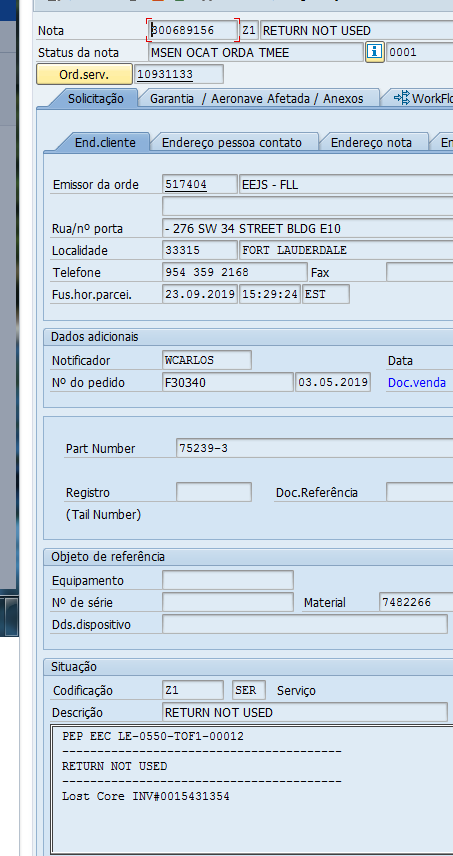 Nota 300689156 Z1 RETURN NOT USED
Status da nota MSEN OCAT ORDA TMEE 0001
Ord.serv. 10931133
Solicitação Garantia / Aeronave Afetada / Anexos WorkFlo
End.cliente Endereço pessoa contato Endereço nota En
Emissor da orde 517404 EEJS - FLL
Rua/nº porta - 276 SW 34 STREET BLDG E10
Localidade 33315 FORT LAUDERDALE
Telefone 954 359 2168 Fax
Fus.hor.parcei. 23.09.2019 15:29:24 EST
Dados adicionais
Notificador WCARLOS Data
Nº do pedido F30340 03.05.2019 Doc.venda
Part Number 75239-3
Registro Doc.Referência
(Tail Number)
Objeto de referência
Equipamento
Nº de série Material 7482266
Dds.dispositivo
Situação
Codificação Z1 SER Serviço
Descrição RETURN NOT USED
PEP EEC LE-0550-TOF1-00012
----------------------------------------
RETURN NOT USED
----------------------------------------
Lost Core INV#0015431354